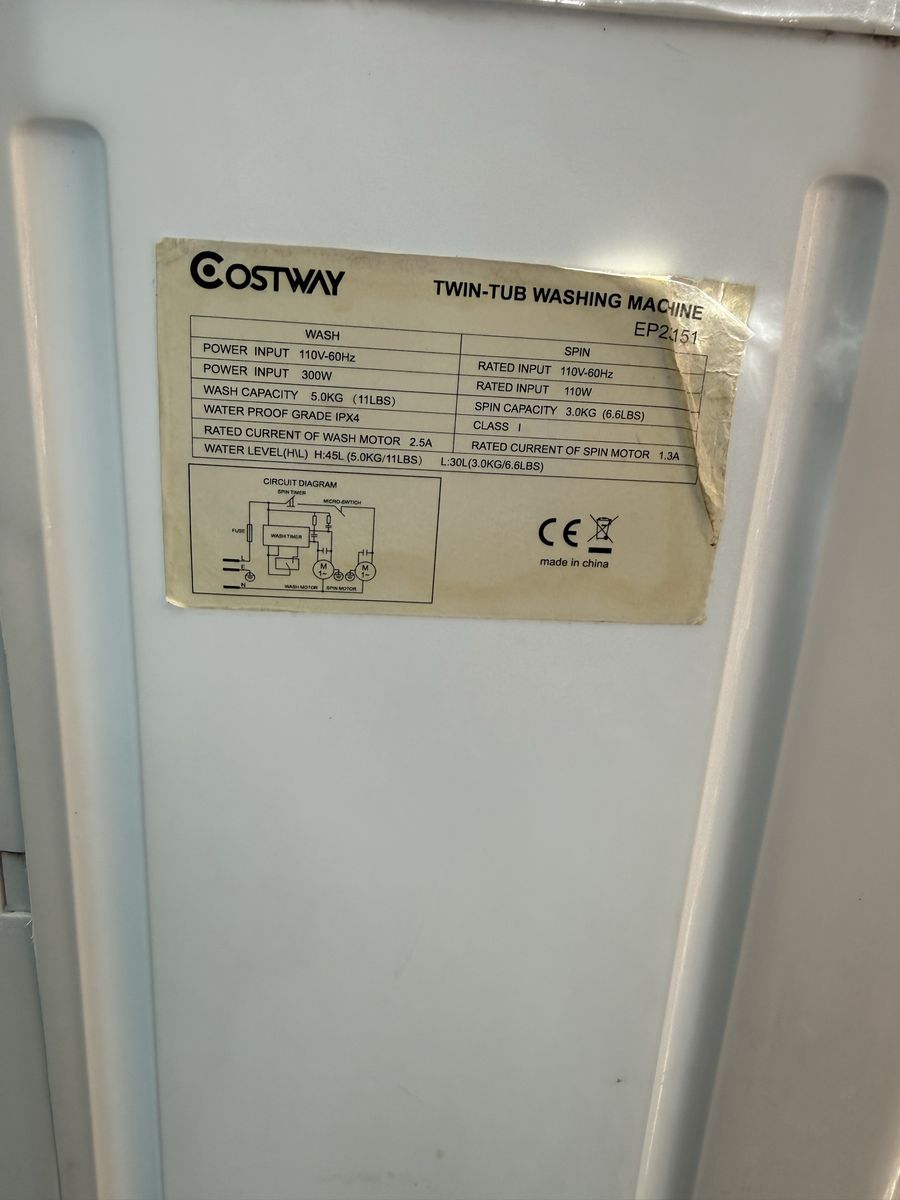 COSTWAY
TWIN-TUB WASHING MACHINE
WASH
POWER INPUT 110V-60Hz
POWER INPUT 300W
WASH CAPACITY 5.0KG (11LBS)
WATER PROOF GRADE IPX4
RATED CURRENT OF WASH MOTOR 2.5A
SPIN
RATED INPUT 110V-60Hz
RATED INPUT 110W
SPIN CAPACITY 3.0KG (6.6LBS)
CLASS I
RATED CURRENT OF SPIN MOTOR 1.3A
WATER LEVEL(H\L) H:45L (5.0KG/11LBS) L:30L(3.0KG/6.6LBS)
CIRCUIT DIAGRAM
SPIN TIMER
MICRO-SWTICH
FUSE
WASH TIMER
L
E
N
M
1~
M
1~
WASH MOTOR SPIN MOTOR
CE
made in china